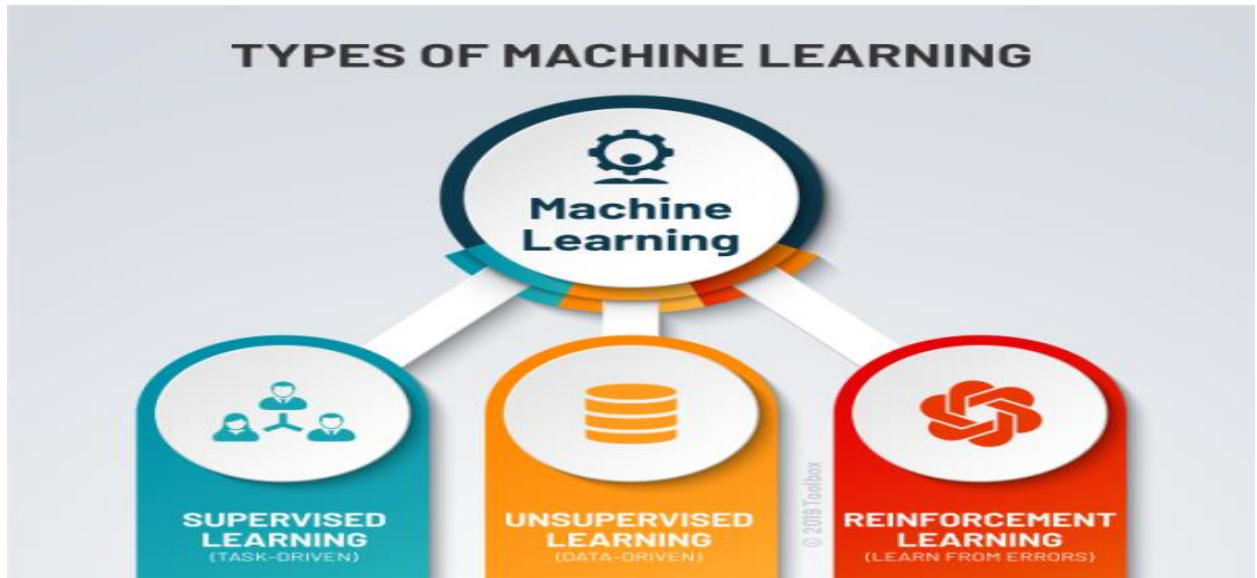 TYPES OF MACHINE LEARNING
Machine
Learning
SUPERVISED
LEARNING
(TASK-DRIVEN)
UNSUPERVISED
LEARNING
(DATA-DRIVEN)
REINFORCEMENT
LEARNING
(LEARN FROM ERRORS)
© 2019 Toolbox